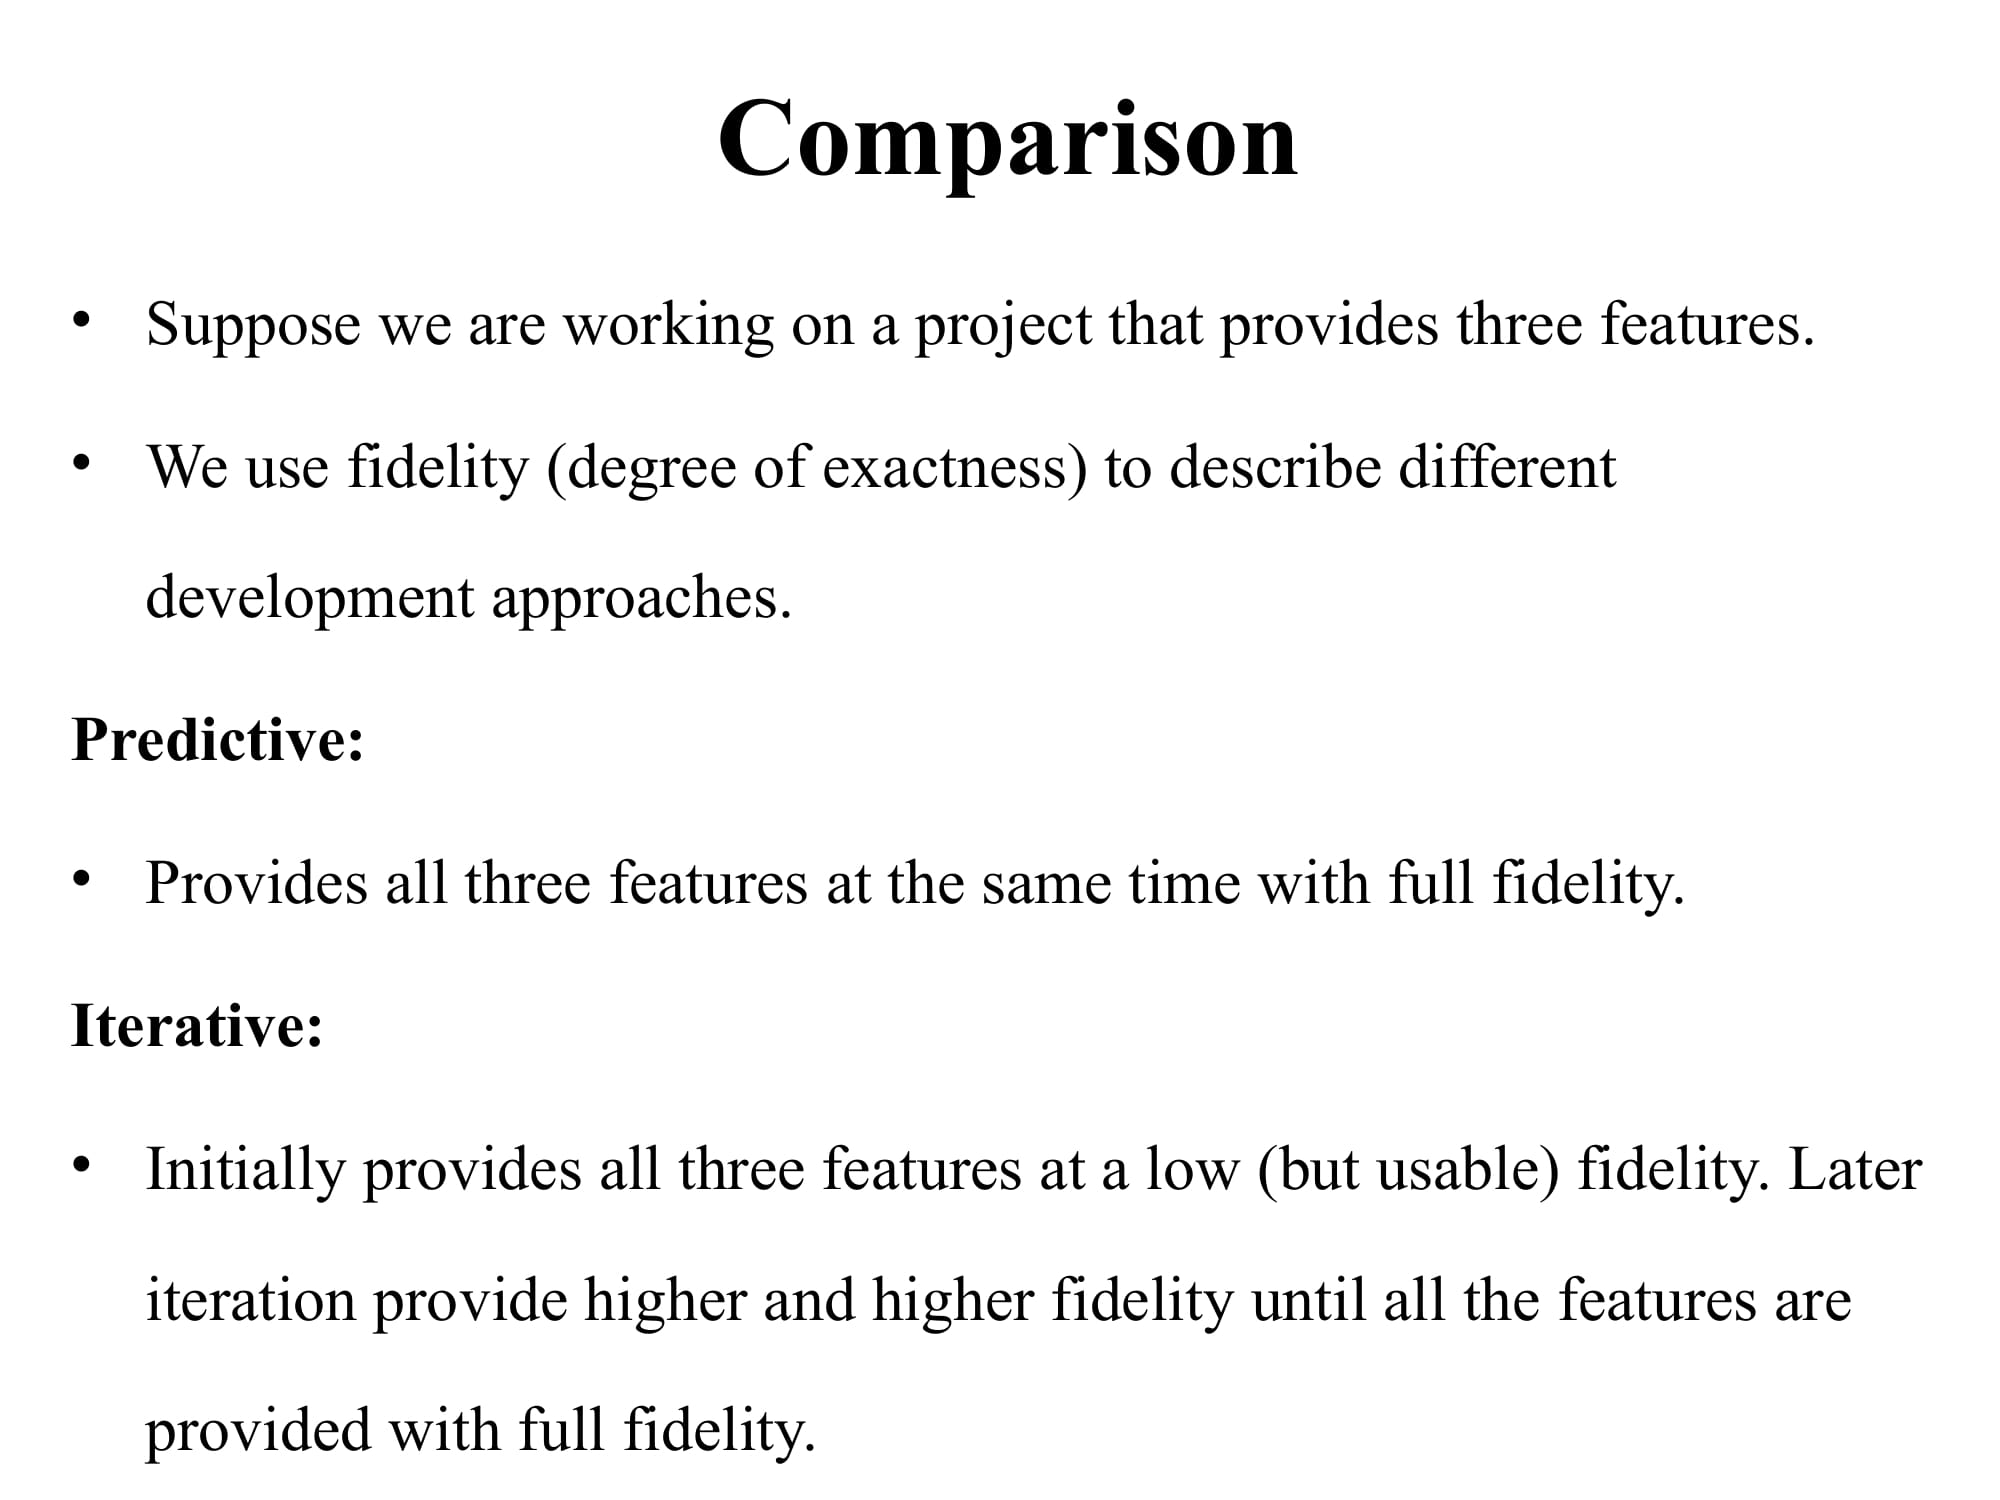 Comparison
• Suppose we are working on a project that provides three features.
• We use fidelity (degree of exactness) to describe different
development approaches.
Predictive:
• Provides all three features at the same time with full fidelity.
Iterative:
• Initially provides all three features at a low (but usable) fidelity. Later
iteration provide higher and higher fidelity until all the features are
provided with full fidelity.